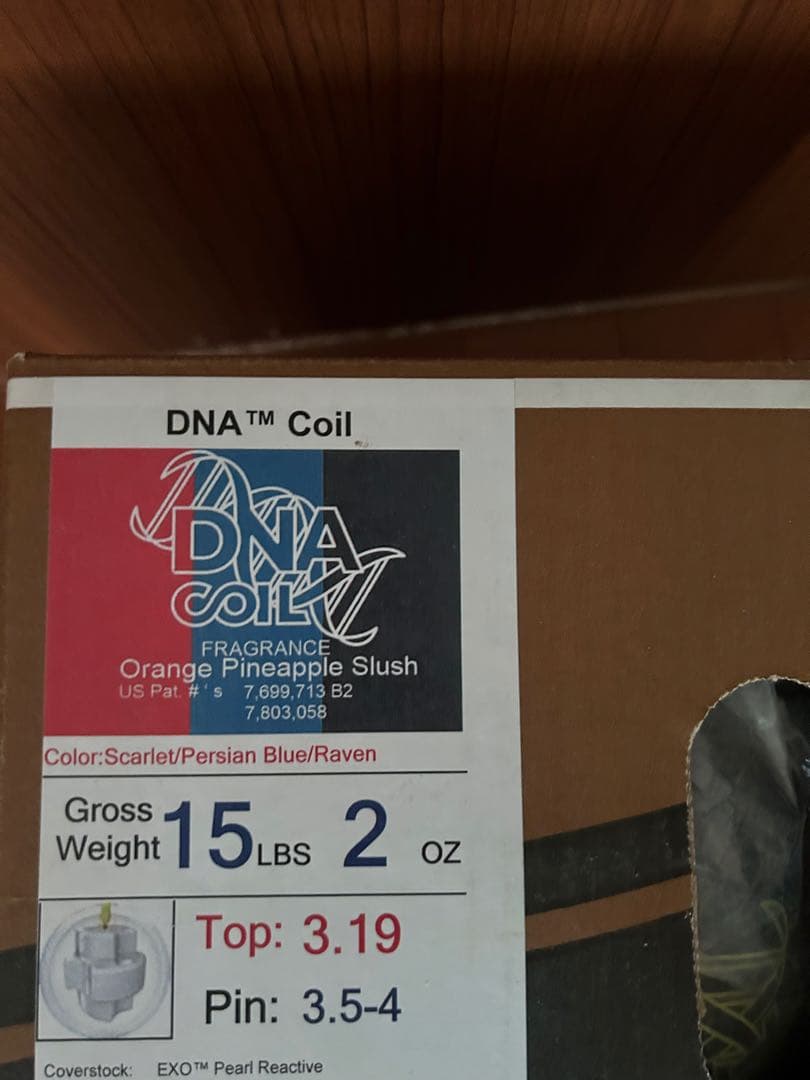 DNA™ Coil
DNA
COIL
FRAGRANCE
Orange Pineapple Slush
US Pat. #'s 7,699,713 B2
7,803,058
Color:Scarlet/Persian Blue/Raven
Gross Weight 15 LBS 2 OZ
Top: 3.19
Pin: 3.5-4
Coverstock: EXO™ Pearl Reactive